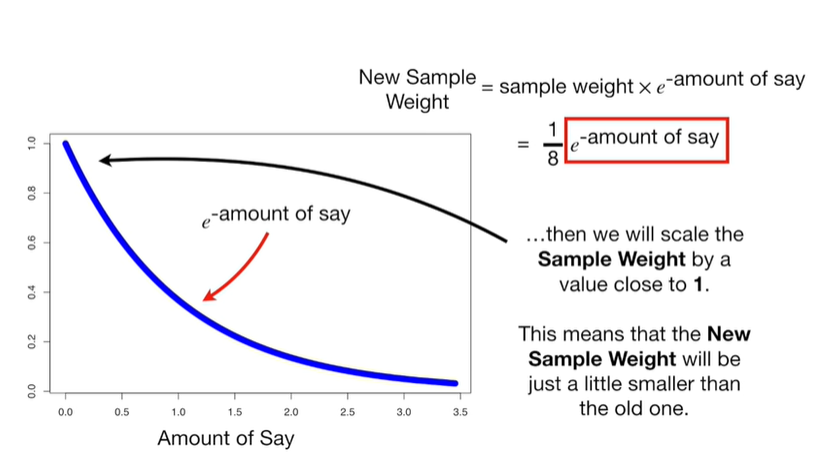 New Sample Weight = sample weight × e^-amount of say
= 1/8 e^-amount of say
1.0
0.8
0.6
0.4
0.2
0.0
e^-amount of say
0.0 0.5 1.0 1.5 2.0 2.5 3.0 3.5
Amount of Say
...then we will scale the
Sample Weight by a
value close to 1.
This means that the New
Sample Weight will be
just a little smaller than
the old one.